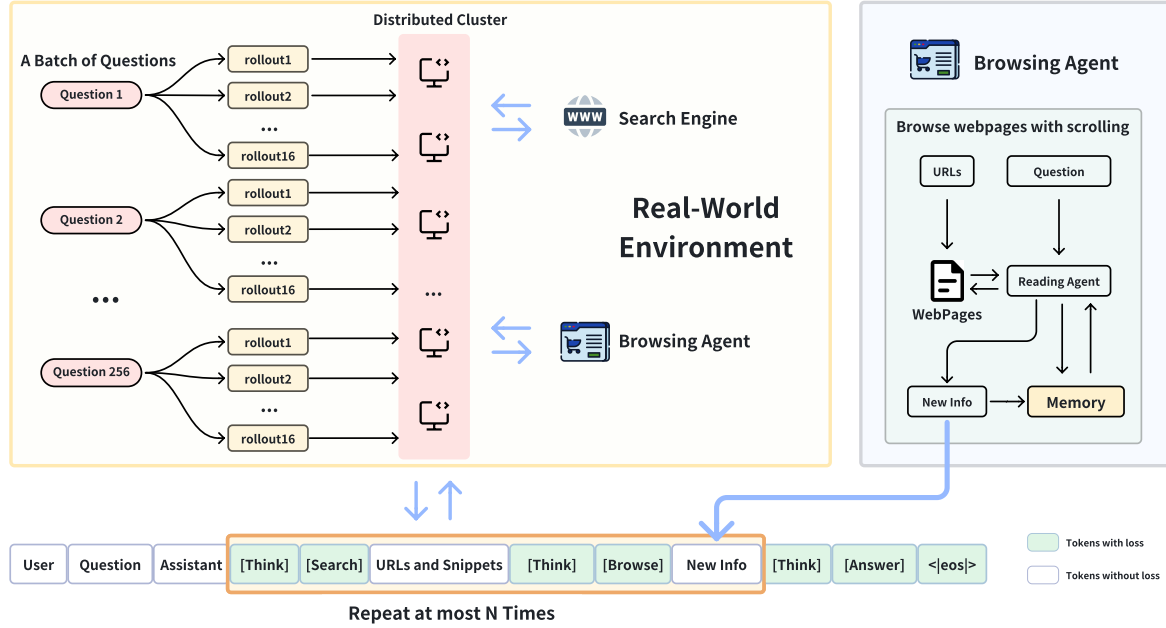 Distributed Cluster
A Batch of Questions
Question 1
rollout1
rollout2
...
rollout16
Question 2
rollout1
rollout2
...
rollout16
...
Question 256
rollout1
rollout2
...
rollout16
...
WWW
Search Engine
Real-World
Environment
Browsing Agent
Browsing Agent
Browse webpages with scrolling
URLs
Question
WebPages
Reading Agent
New Info
Memory
User
Question
Assistant
[Think]
[Search]
URLs and Snippets
[Think]
[Browse]
New Info
[Think]
[Answer]
<|eos|>
Repeat at most N Times
Tokens with loss
Tokens without loss